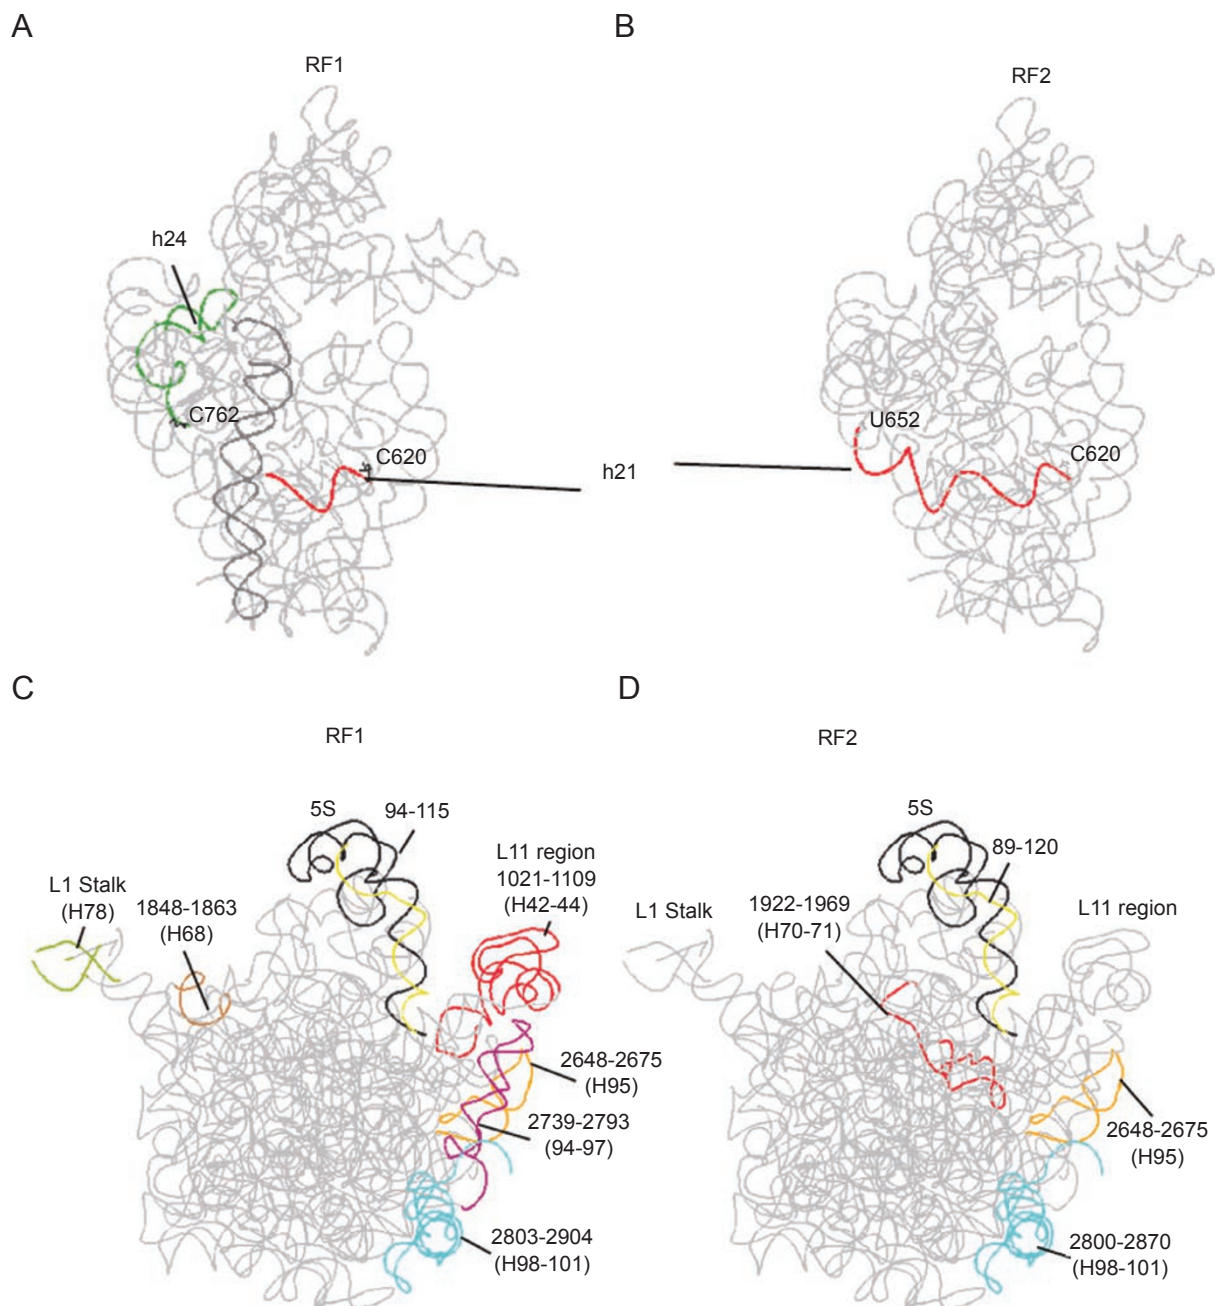 A
B
RF1
RF2
h24
C762
C620
U652
C620
h21
C
D
RF1
RF2
5S
94-115
L11 region
1021-1109
(H42-44)
L1 Stalk
(H78)
1848-1863
(H68)
2648-2675
(H95)
2739-2793
(94-97)
2803-2904
(H98-101)
5S
89-120
L1 Stalk
1922-1969
(H70-71)
L11 region
2648-2675
(H95)
2800-2870
(H98-101)